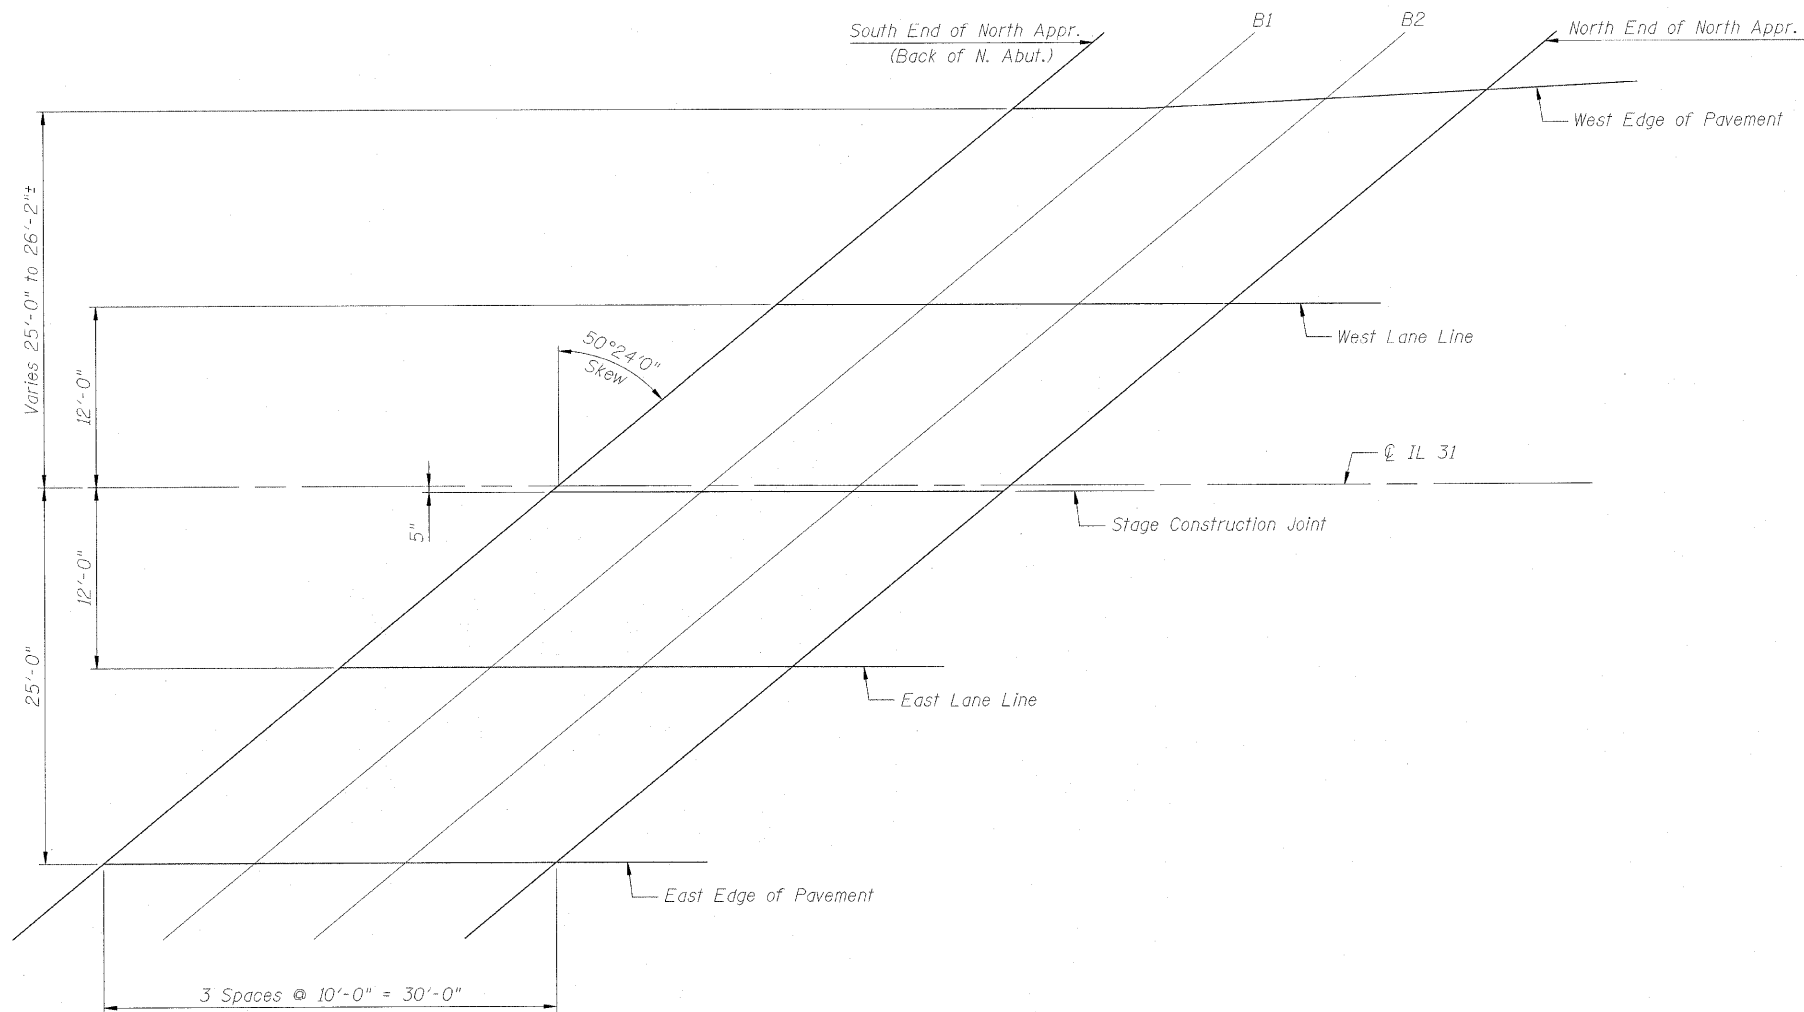 South End of North Appr.
(Back of N. Abut.)
B1
B2
North End of North Appr.
West Edge of Pavement
Varies 25'-0" to 26'-2"±
12'-0"
50°24'0"
Skew
West Lane Line
℄ IL 31
5"
Stage Construction Joint
12'-0"
25'-0"
East Lane Line
East Edge of Pavement
3 Spaces @ 10'-0" = 30'-0"